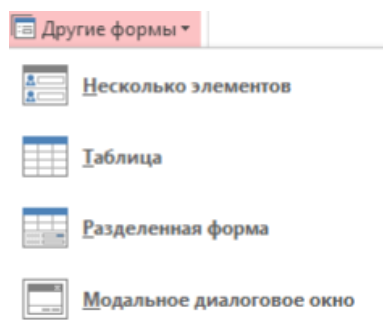 Другие формы
Несколько элементов
Таблица
Разделенная форма
Модальное диалоговое окно